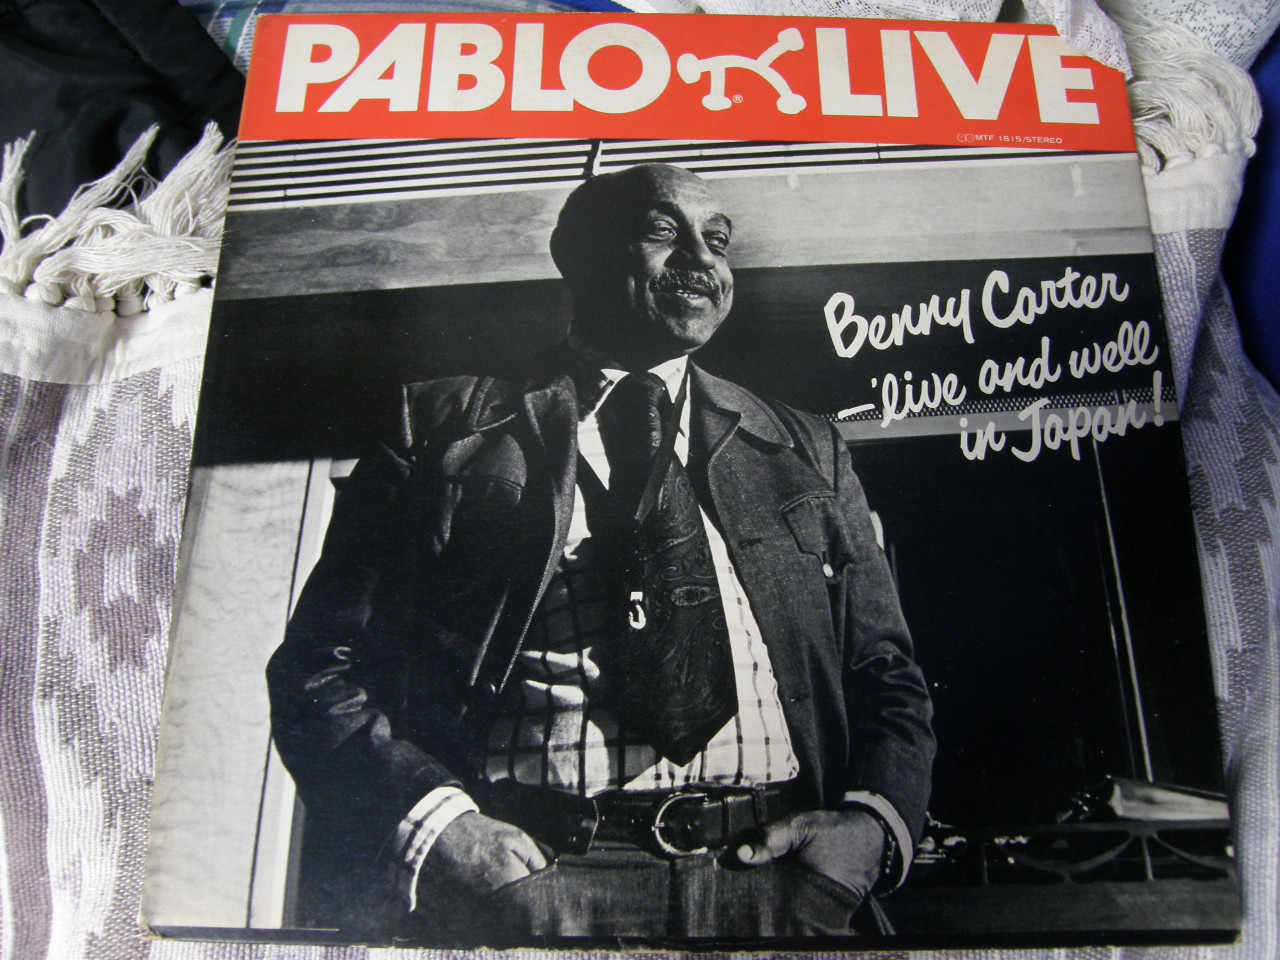 PABLO LIVE
®
MTF 1815/STEREO
Benny Carter
—'live and well
in Japan!